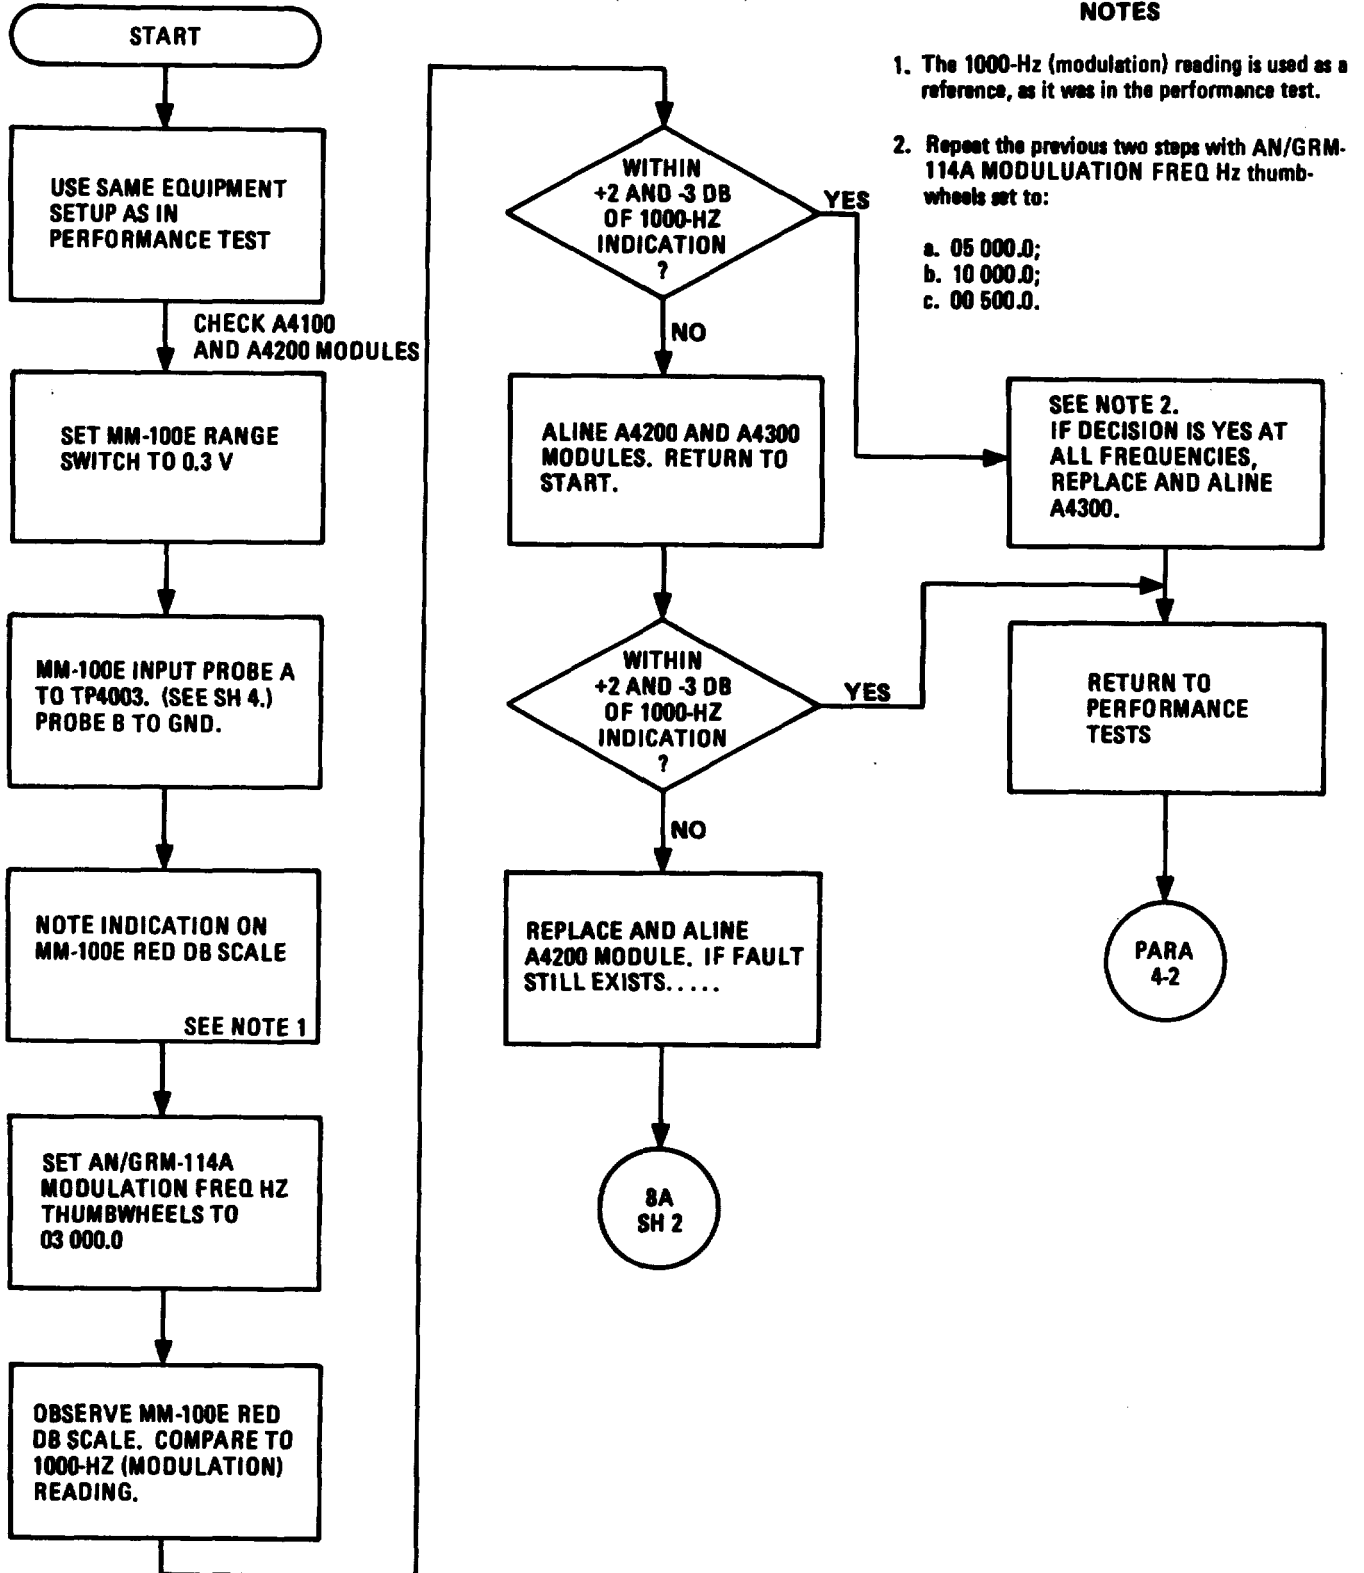 START
USE SAME EQUIPMENT
SETUP AS IN
PERFORMANCE TEST
CHECK A4100
AND A4200 MODULES
SET MM-100E RANGE
SWITCH TO 0.3 V
MM-100E INPUT PROBE A
TO TP4003. (SEE SH 4.)
PROBE B TO GND.
NOTE INDICATION ON
MM-100E RED DB SCALE
SEE NOTE 1
SET AN/GRM-114A
MODULATION FREQ HZ
THUMBWHEELS TO
03 000.0
OBSERVE MM-100E RED
DB SCALE. COMPARE TO
1000-HZ (MODULATION)
READING.
WITHIN
+2 AND -3 DB
OF 1000-HZ
INDICATION
?
YES
NO
ALINE A4200 AND A4300
MODULES. RETURN TO
START.
WITHIN
+2 AND -3 DB
OF 1000-HZ
INDICATION
?
YES
NO
REPLACE AND ALINE
A4200 MODULE. IF FAULT
STILL EXISTS.....
8A
SH 2
NOTES
1. The 1000-Hz (modulation) reading is used as a
reference, as it was in the performance test.
2. Repeat the previous two steps with AN/GRM-
114A MODULUATION FREQ Hz thumb-
wheels set to:
a. 05 000.0;
b. 10 000.0;
c. 00 500.0.
SEE NOTE 2.
IF DECISION IS YES AT
ALL FREQUENCIES,
REPLACE AND ALINE
A4300.
RETURN TO
PERFORMANCE
TESTS
PARA
4-2